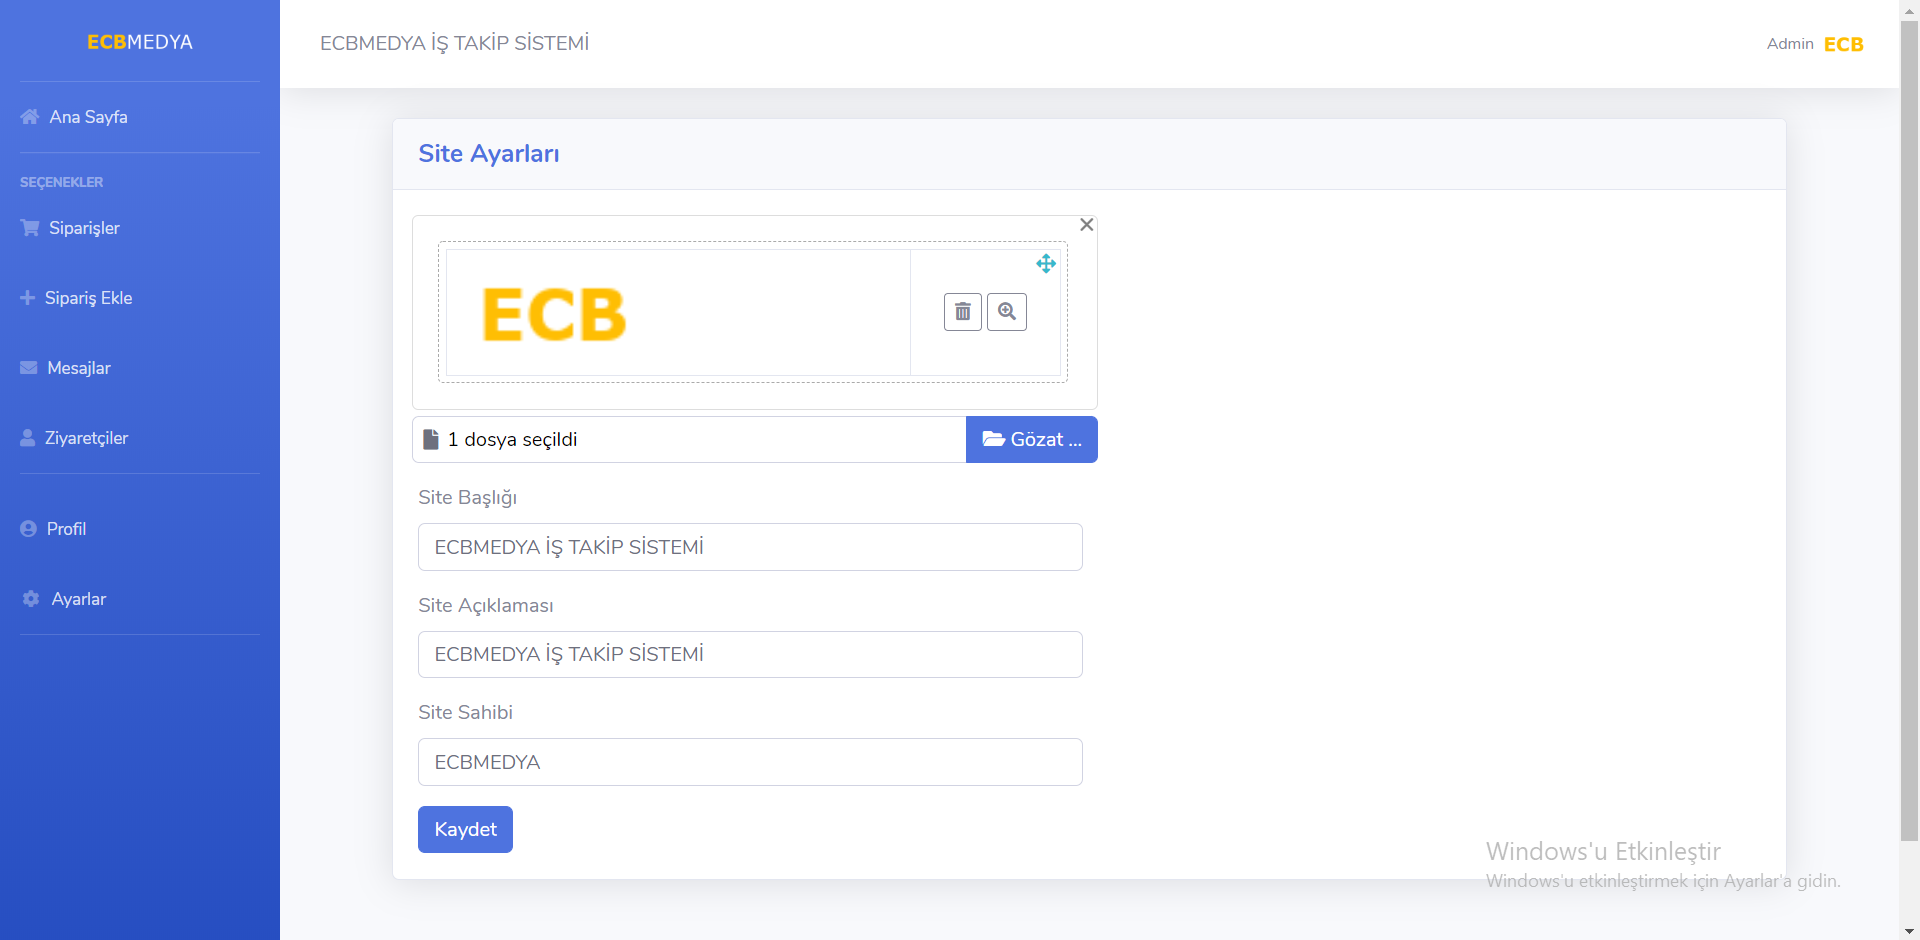 ECBMEDYA
Ana Sayfa
SEÇENEKLER
Siparişler
Sipariş Ekle
Mesajlar
Ziyaretçiler
Profil
Ayarlar
ECBMEDYA İŞ TAKİP SİSTEMİ
Admin ECB
Site Ayarları
ECB
1 dosya seçildi
Gözat ...
Site Başlığı
ECBMEDYA İŞ TAKİP SİSTEMİ
Site Açıklaması
ECBMEDYA İŞ TAKİP SİSTEMİ
Site Sahibi
ECBMEDYA
Kaydet
Windows'u Etkinleştir
Windows'u etkinleştirmek için Ayarlar'a gidin.